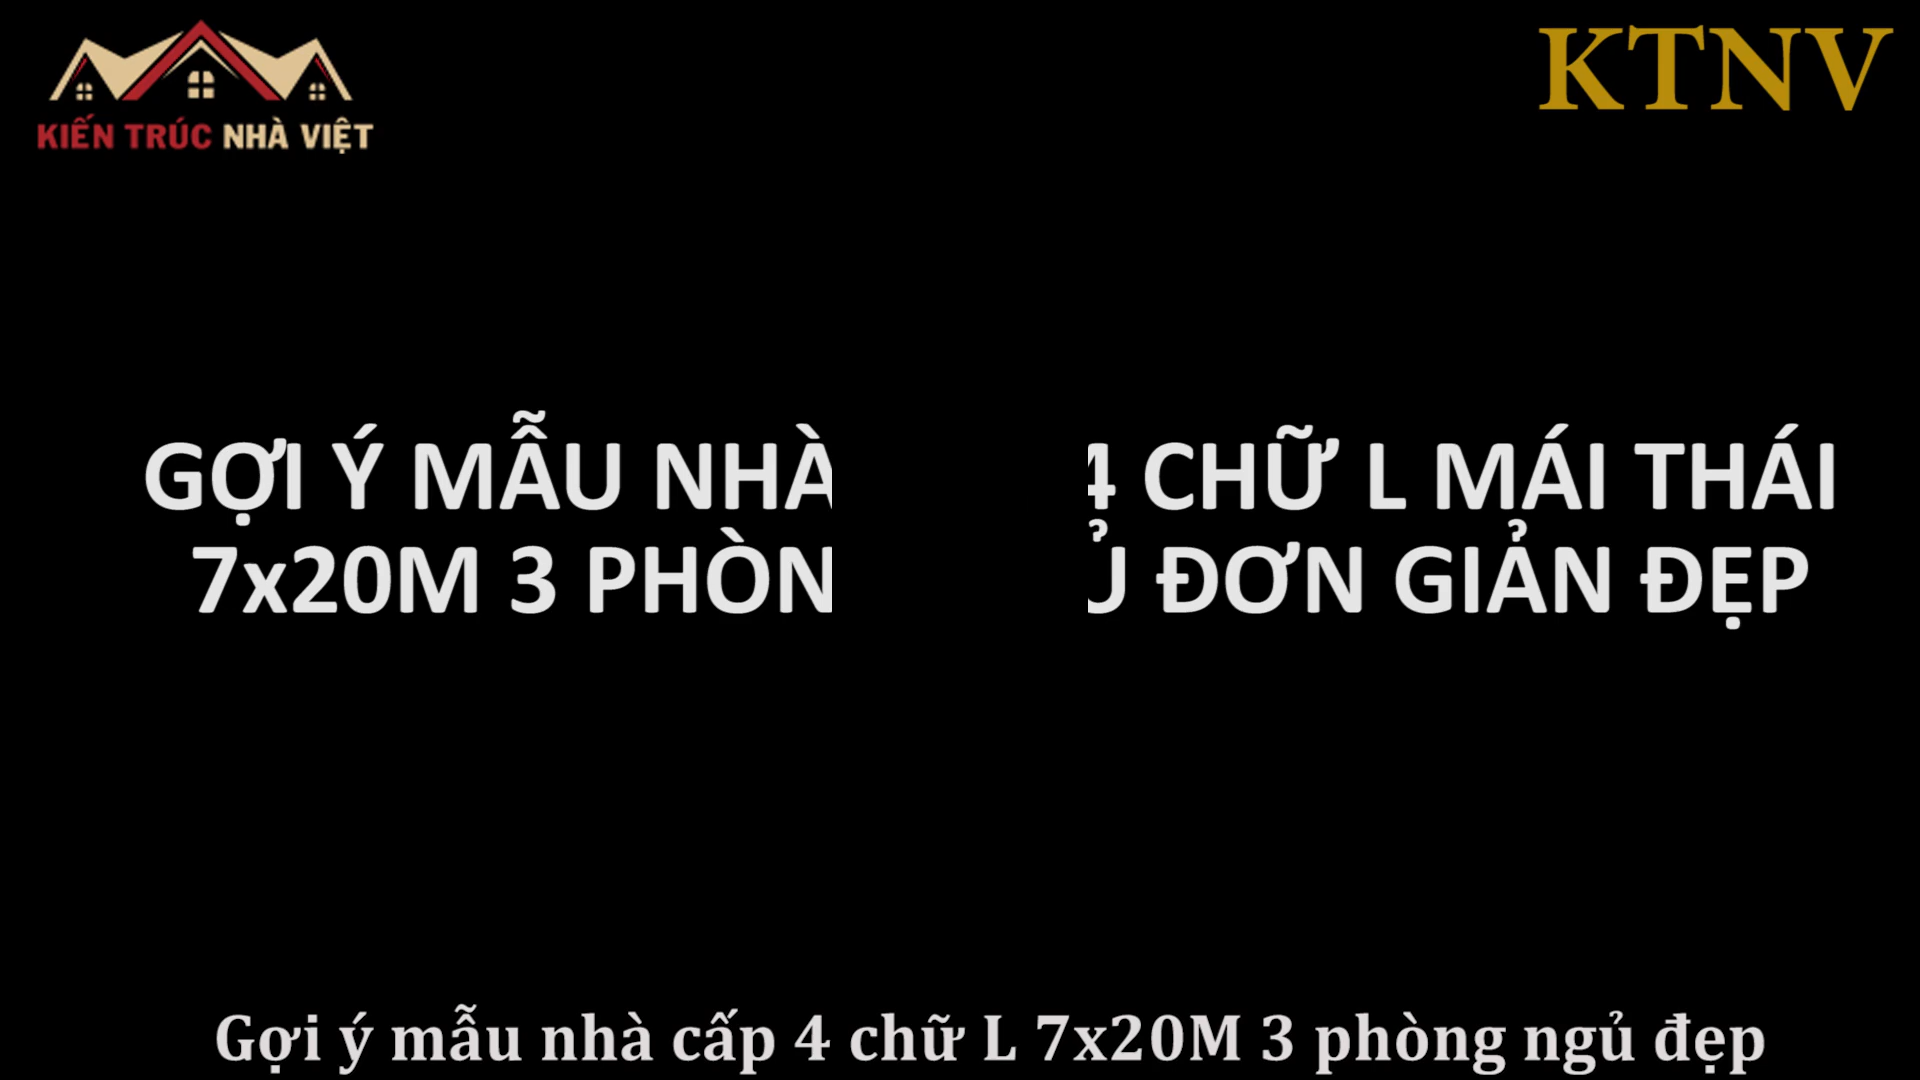 KIẾN TRÚC NHÀ VIỆT
KTNV
GỢI Ý MẪU NHÀ 4 CHỮ L MÁI THÁI
7x20M 3 ĐƠN GIẢN ĐẸP
Gợi ý mẫu nhà cấp 4 chữ L 7x20M 3 phòng ngủ đẹp